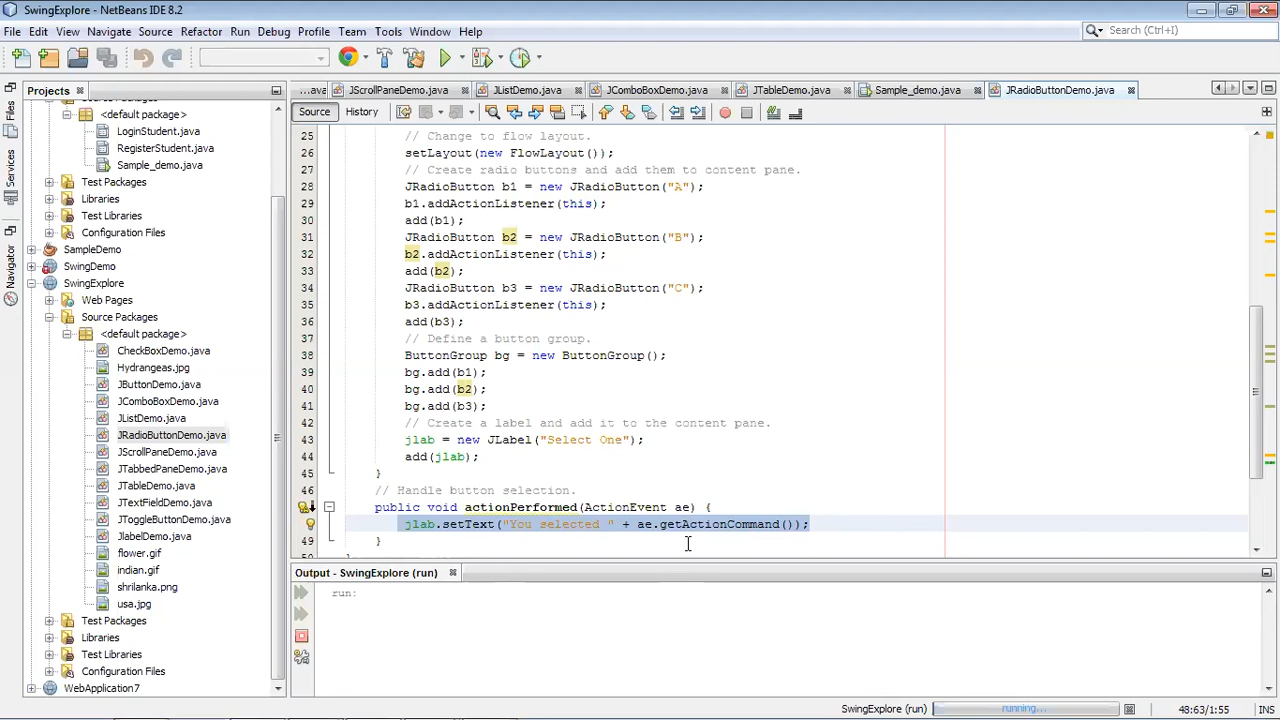 SwingExplore - NetBeans IDE 8.2
File Edit View Navigate Source Refactor Run Debug Profile Team Tools Window Help
Search (Ctrl+I)
Projects
...ava JScrollPaneDemo.java JListDemo.java JComboBoxDemo.java JTableDemo.java Sample_demo.java JRadioButtonDemo.java
Source History
Files
Services
Navigator
<default package>
LoginStudent.java
RegisterStudent.java
Sample_demo.java
Test Packages
Libraries
Test Libraries
Configuration Files
SampleDemo
SwingDemo
SwingExplore
Web Pages
Source Packages
<default package>
CheckBoxDemo.java
Hydrangeas.jpg
JButtonDemo.java
JComboBoxDemo.java
JListDemo.java
JRadioButtonDemo.java
JScrollPaneDemo.java
JTabbedPaneDemo.java
JTableDemo.java
JTextFieldDemo.java
JToggleButtonDemo.java
JlabelDemo.java
flower.gif
indian.gif
shrilanka.png
usa.jpg
Test Packages
Libraries
Test Libraries
Configuration Files
WebApplication7
25 // Change to flow layout.
26 setLayout(new FlowLayout());
27 // Create radio buttons and add them to content pane.
28 JRadioButton b1 = new JRadioButton("A");
29 b1.addActionListener(this);
30 add(b1);
31 JRadioButton b2 = new JRadioButton("B");
32 b2.addActionListener(this);
33 add(b2);
34 JRadioButton b3 = new JRadioButton("C");
35 b3.addActionListener(this);
36 add(b3);
37 // Define a button group.
38 ButtonGroup bg = new ButtonGroup();
39 bg.add(b1);
40 bg.add(b2);
41 bg.add(b3);
42 // Create a label and add it to the content pane.
43 jlab = new JLabel("Select One");
44 add(jlab);
45 }
46 // Handle button selection.
public void actionPerformed(ActionEvent ae) {
jlab.setText("You selected " + ae.getActionCommand());
49 }
Output - SwingExplore (run)
run:
SwingExplore (run) running... 48:63/1:55 INS